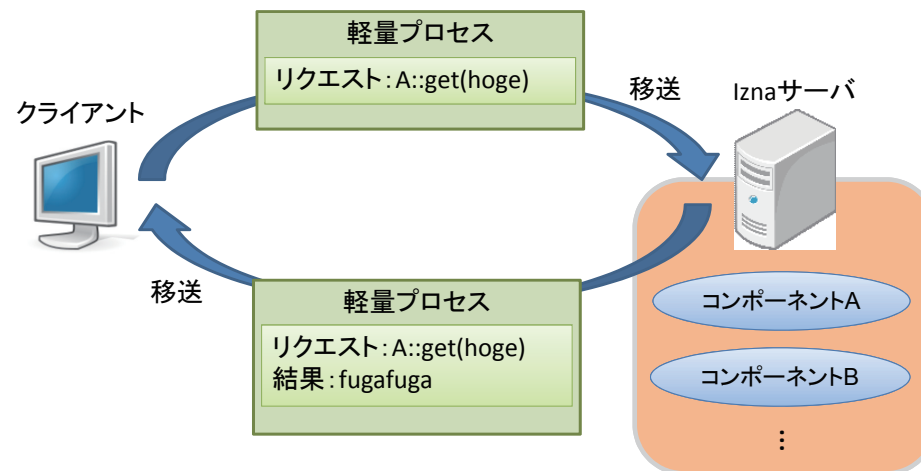 軽量プロセス
リクエスト：A::get(hoge)
移送
Iznaサーバ
クライアント
コンポーネントA
移送
軽量プロセス
リクエスト：A::get(hoge)
結果：fugafuga
コンポーネントB
⋮